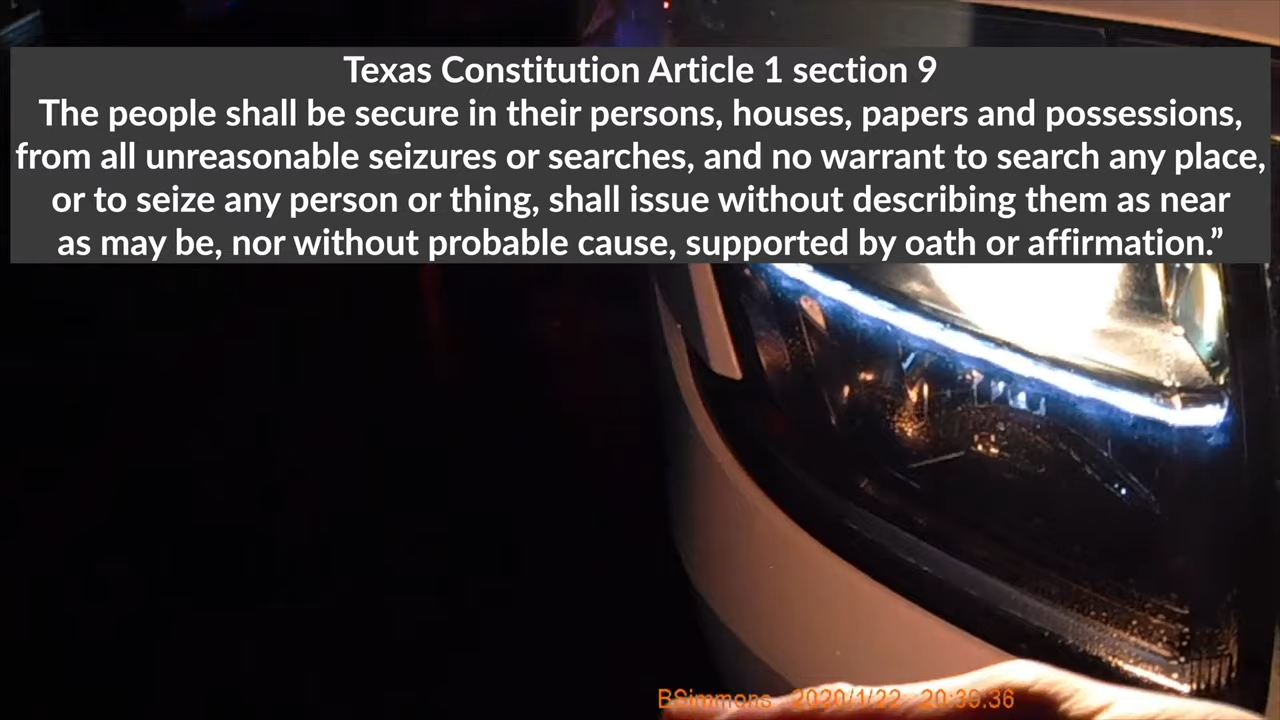 Texas Constitution Article 1 section 9
The people shall be secure in their persons, houses, papers and possessions,
from all unreasonable seizures or searches, and no warrant to search any place,
or to seize any person or thing, shall issue without describing them as near
as may be, nor without probable cause, supported by oath or affirmation.”
BSimmons 2020/1/22 20:39:36